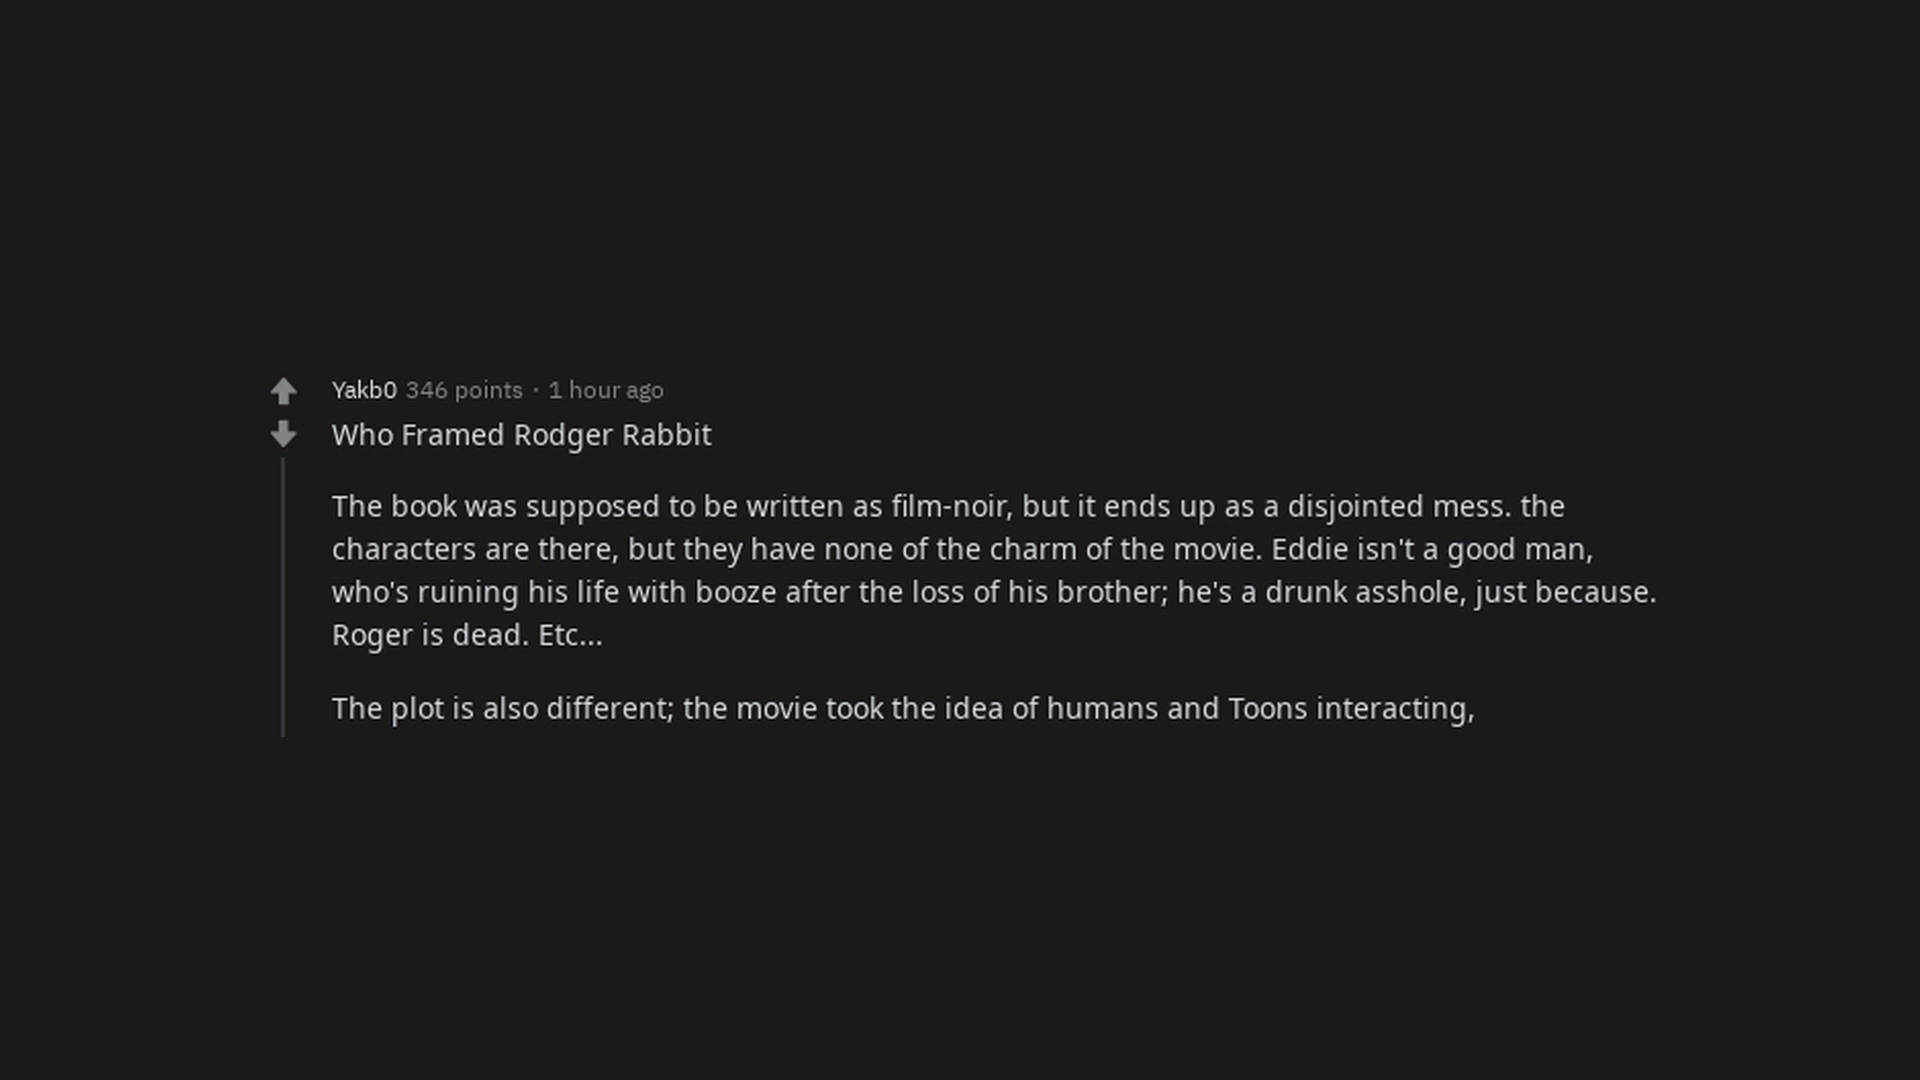 Yakb0 346 points · 1 hour ago
Who Framed Rodger Rabbit
The book was supposed to be written as film-noir, but it ends up as a disjointed mess. the
characters are there, but they have none of the charm of the movie. Eddie isn't a good man,
who's ruining his life with booze after the loss of his brother; he's a drunk asshole, just because.
Roger is dead. Etc...
The plot is also different; the movie took the idea of humans and Toons interacting,